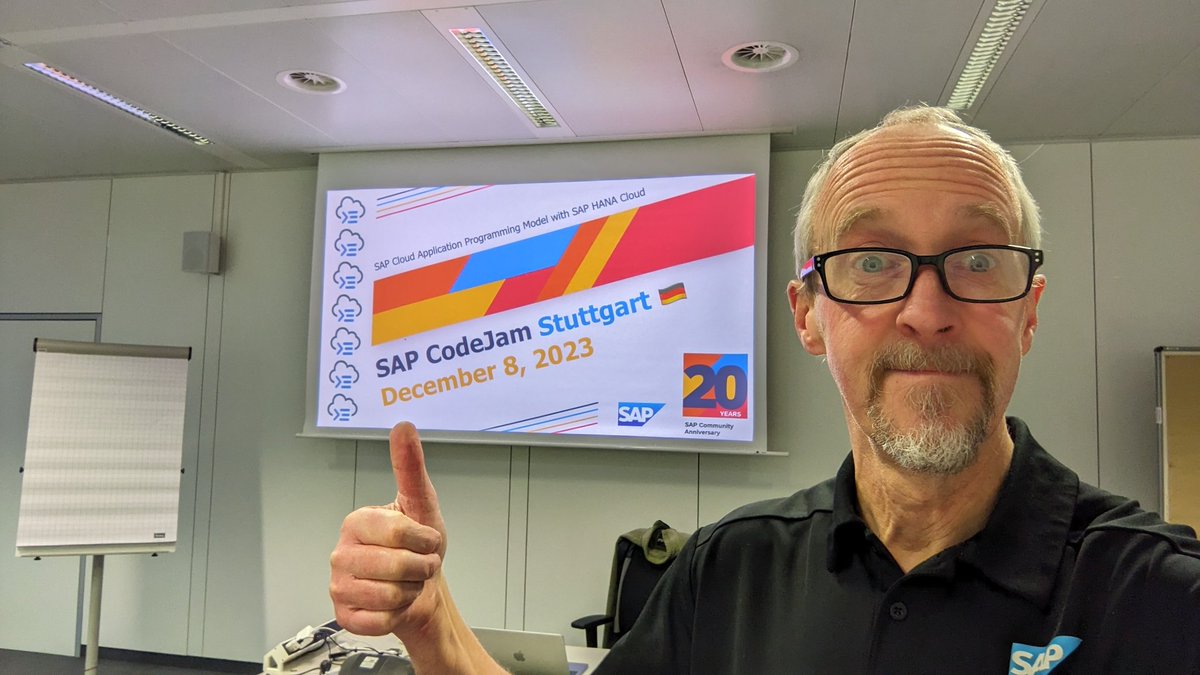 SAP Cloud Application Programming Model with SAP HANA Cloud
SAP CodeJam Stuttgart
December 8, 2023
SAP
20
YEARS
SAP Community
Anniversary
SAP